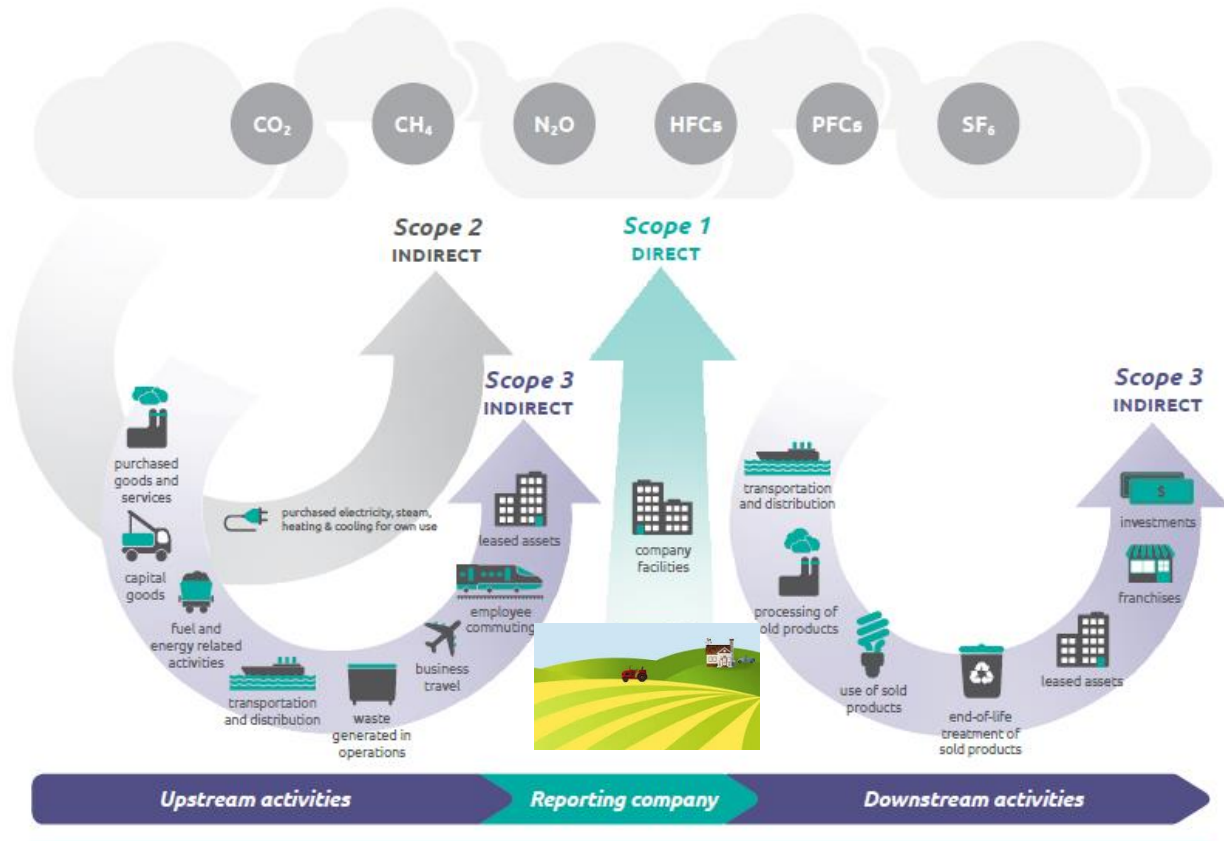 CO₂
CH₄
N₂O
HFCs
PFCs
SF₆
Scope 2
INDIRECT
Scope 1
DIRECT
Scope 3
INDIRECT
Scope 3
INDIRECT
purchased
goods and
services
capital
goods
fuel and
energy related
activities
transportation
and distribution
waste
generated in
operations
business
travel
employee
commuting
leased assets
purchased electricity, steam,
heating & cooling for own use
company
facilities
transportation
and distribution
processing of
old products
use of sold
products
end-of-life
treatment of
sold products
leased assets
franchises
$
investments
Upstream activities
Reporting company
Downstream activities